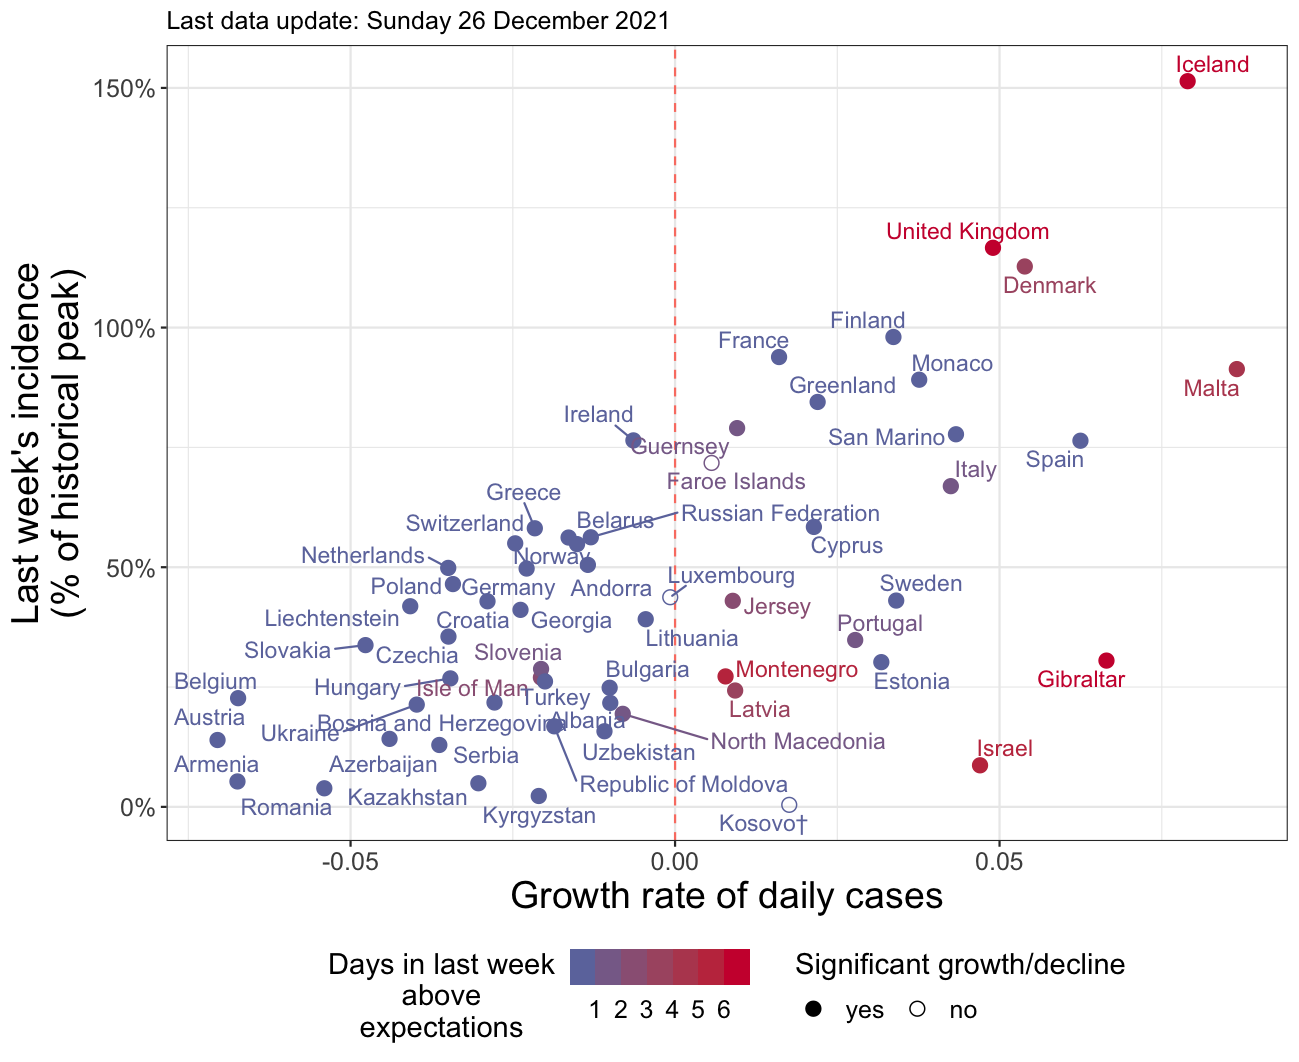 Last data update: Sunday 26 December 2021
Last week's incidence
(% of historical peak)
150%
100%
50%
0%
Iceland
United Kingdom
Denmark
Finland
France
Monaco
Greenland
Malta
Ireland
Guernsey
San Marino
Spain
Faroe Islands
Italy
Greece
Switzerland
Belarus
Russian Federation
Cyprus
Netherlands
Norway
Poland
Germany
Andorra
Luxembourg
Sweden
Jersey
Liechtenstein
Croatia
Georgia
Portugal
Lithuania
Slovakia
Czechia
Slovenia
Bulgaria
Montenegro
Estonia
Gibraltar
Belgium
Hungary
Isle of Man
Turkey
Latvia
Austria
Ukraine
Bosnia and Herzegovina
Albania
North Macedonia
Israel
Armenia
Azerbaijan
Serbia
Uzbekistan
Republic of Moldova
Romania
Kazakhstan
Kyrgyzstan
Kosovo†
-0.05
0.00
0.05
Growth rate of daily cases
Days in last week
above
expectations
1 2 3 4 5 6
Significant growth/decline
yes no